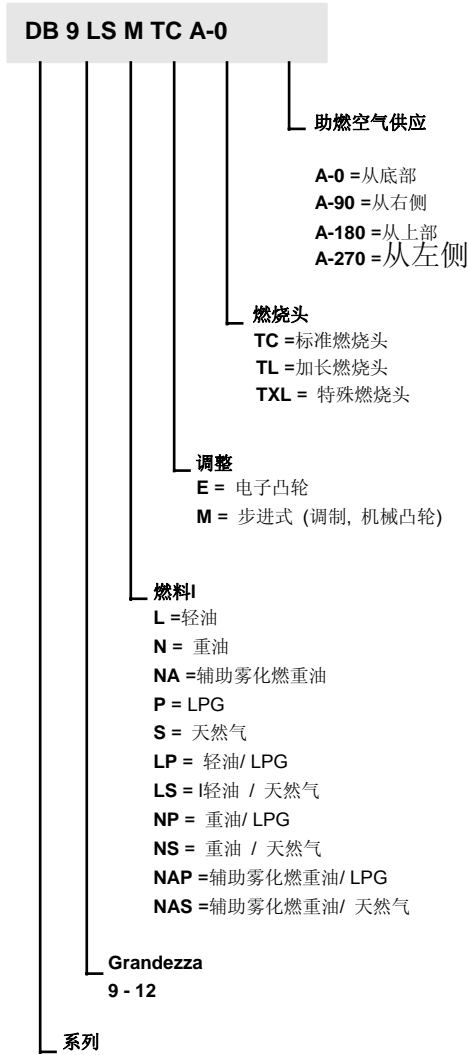 DB 9 LS M TC A-0
助燃空气供应
A-0 =从底部
A-90 =从右侧
A-180 =从上部
A-270 =从左侧
燃烧头
TC =标准燃烧头
TL =加长燃烧头
TXL = 特殊燃烧头
调整
E = 电子凸轮
M = 步进式 (调制, 机械凸轮)
燃料l
L =轻油
N = 重油
NA =辅助雾化燃重油
P = LPG
S = 天然气
LP = 轻油/ LPG
LS = l轻油 / 天然气
NP = 重油/ LPG
NS = 重油 / 天然气
NAP =辅助雾化燃重油/ LPG
NAS =辅助雾化燃重油/ 天然气
Grandezza
9 - 12
系列